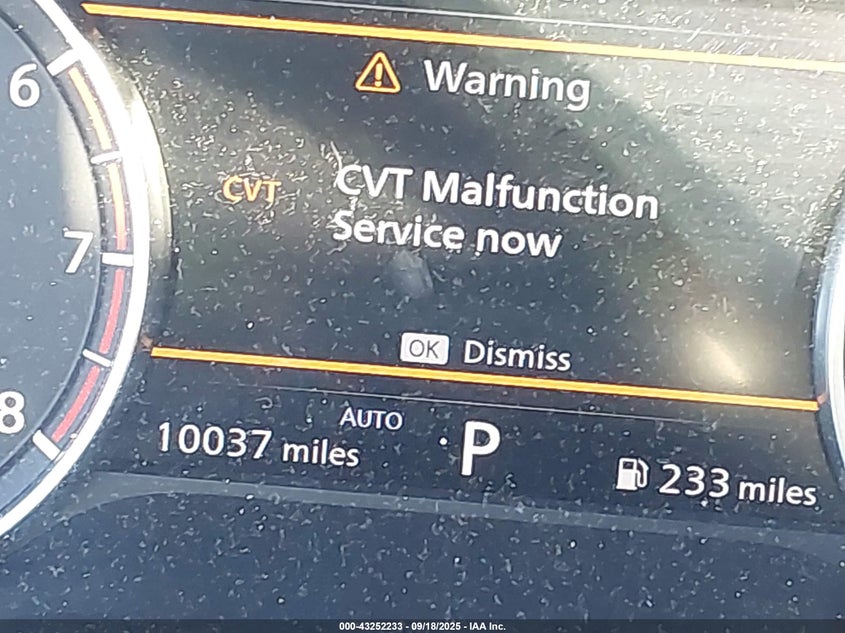 6
Warning
CVT
CVT Malfunction
Service now
7
OK Dismiss
8
AUTO
10037 miles
P
233 miles
000-43252233 - 09/18/2025 - IAA Inc.